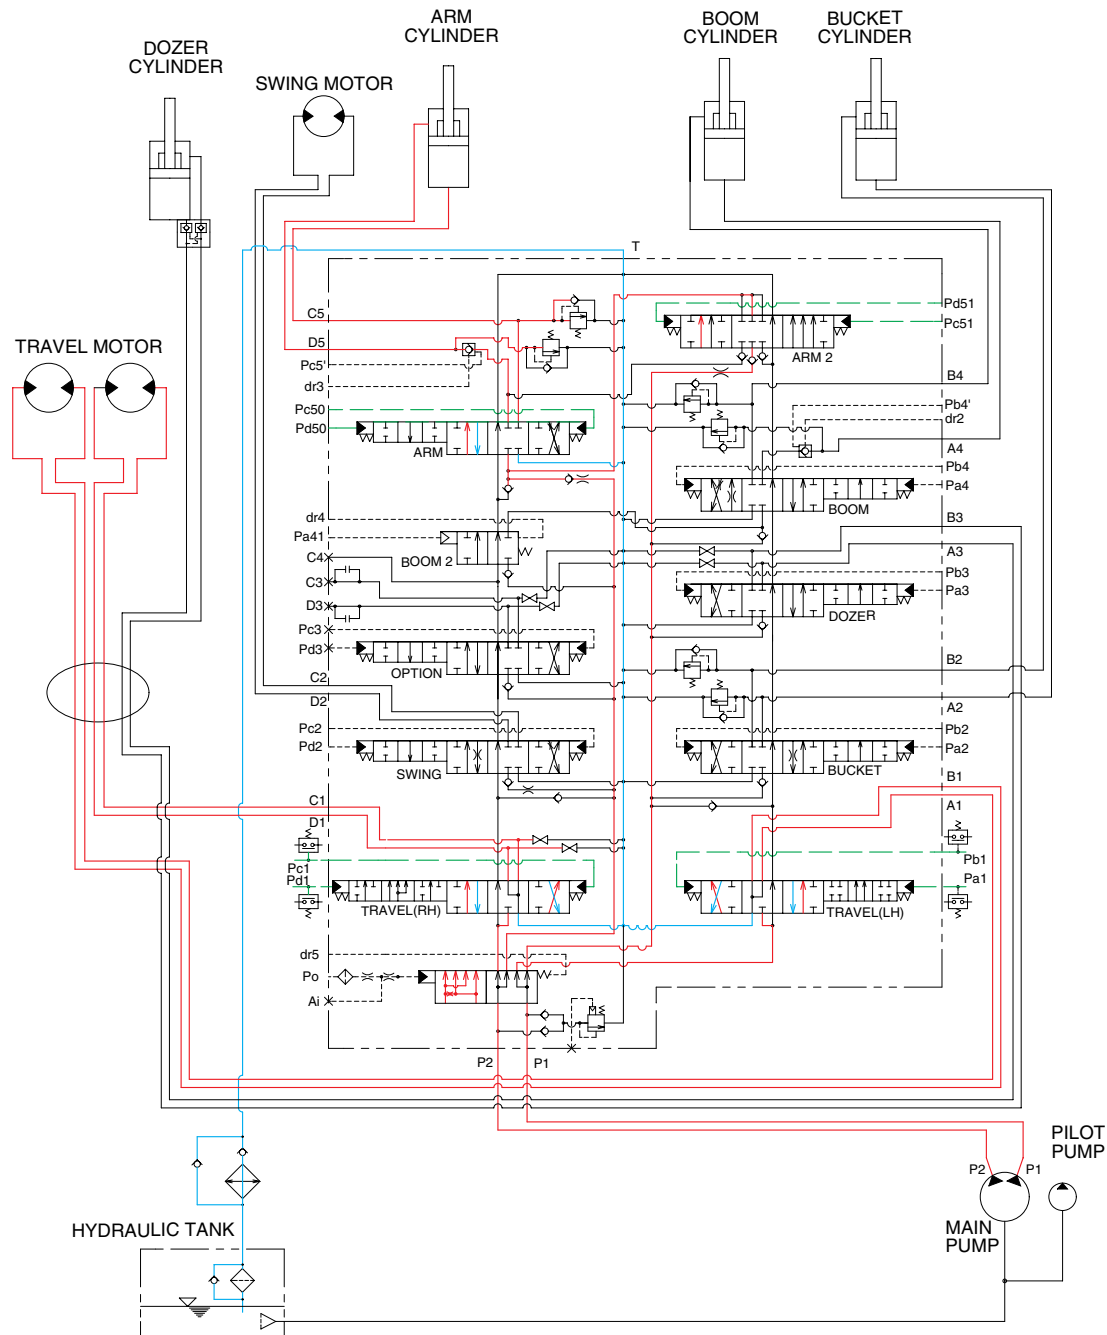 ARM
CYLINDER
BOOM
CYLINDER
BUCKET
CYLINDER
DOZER
CYLINDER
SWING MOTOR
TRAVEL MOTOR
T
C5
D5
Pc5'
dr3
Pc50
Pd50
ARM
Pd51
Pc51
ARM 2
B4
Pb4'
dr2
A4
Pb4
Pa4
BOOM
dr4
Pa41
BOOM 2
C4
C3
D3
B3
A3
Pb3
Pa3
DOZER
Pc3
Pd3
OPTION
C2
D2
B2
A2
Pc2
Pd2
SWING
Pb2
Pa2
BUCKET
C1
D1
B1
A1
Pc1
Pd1
TRAVEL(RH)
Pb1
Pa1
TRAVEL(LH)
dr5
Po
Ai
P2
P1
P2
P1
PILOT
PUMP
MAIN
PUMP
HYDRAULIC TANK